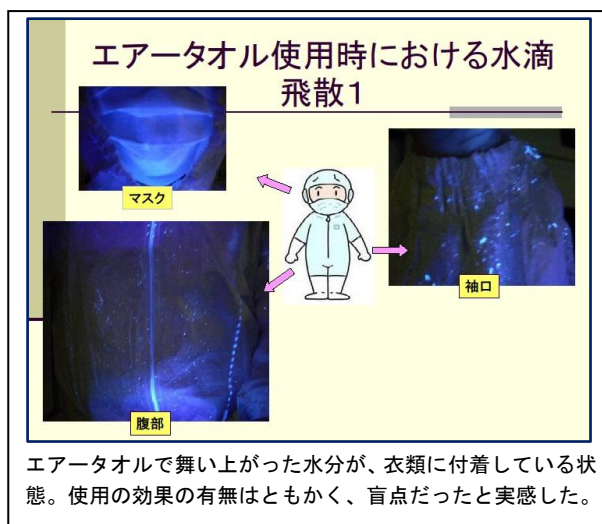 エアータオル使用時における水滴
飛散1
マスク
袖口
腹部
エアータオルで舞い上がった水分が、衣類に付着している状
態。使用の効果の有無はともかく、盲点だったと実感した。